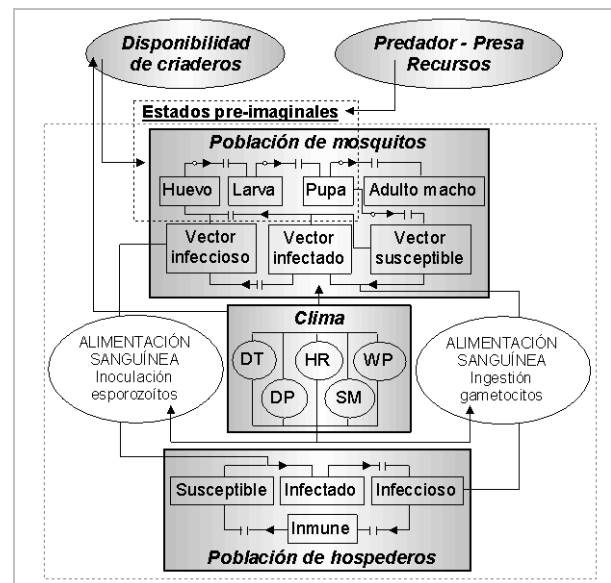 Disponibilidad
de criaderos
Predador - Presa
Recursos
Estados pre-imaginales
Población de mosquitos
Huevo
Larva
Pupa
Adulto macho
Vector
infeccioso
Vector
infectado
Vector
susceptible
Clima
DT
HR
WP
DP
SM
ALIMENTACIÓN
SANGUÍNEA
Inoculación
esporozoítos
ALIMENTACIÓN
SANGUÍNEA
Ingestión
gametocitos
Susceptible
Infectado
Infeccioso
Inmune
Población de hospederos